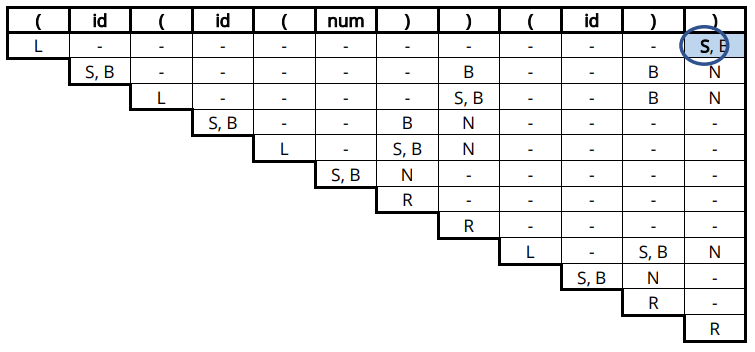 ( id ( id ( num ) ) ( id ) )
L - - - - - - - - - - S, B
S, B - - - - - B - - B N
L - - - - S, B - - B N
S, B - - B N - - - -
L - S, B N - - - -
S, B N - - - - -
R - - - - -
R - - - -
L - S, B N
S, B N -
R -
R